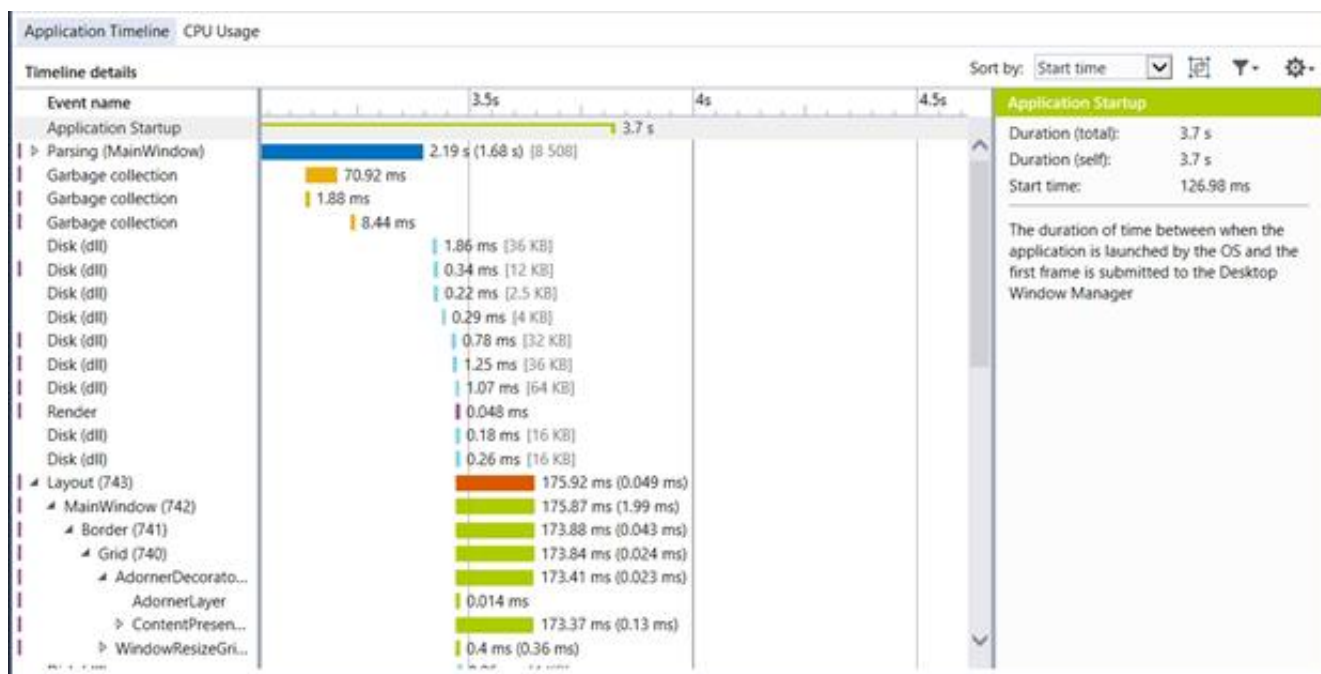 Application Timeline CPU Usage
Timeline details Sort by: Start time
Event name 3.5s 4s 4.5s
Application Startup 3.7 s
Parsing (MainWindow) 2.19 s (1.68 s) [8 508]
Garbage collection 70.92 ms
Garbage collection 1.88 ms
Garbage collection 8.44 ms
Disk (dll) 1.86 ms [36 KB]
Disk (dll) 0.34 ms [12 KB]
Disk (dll) 0.22 ms [2.5 KB]
Disk (dll) 0.29 ms [4 KB]
Disk (dll) 0.78 ms [32 KB]
Disk (dll) 1.25 ms [36 KB]
Disk (dll) 1.07 ms [64 KB]
Render 0.048 ms
Disk (dll) 0.18 ms [16 KB]
Disk (dll) 0.26 ms [16 KB]
Layout (743) 175.92 ms (0.049 ms)
MainWindow (742) 175.87 ms (1.99 ms)
Border (741) 173.88 ms (0.043 ms)
Grid (740) 173.84 ms (0.024 ms)
AdornerDecorato... 173.41 ms (0.023 ms)
AdornerLayer 0.014 ms
ContentPresen... 173.37 ms (0.13 ms)
WindowResizeGri... 0.4 ms (0.36 ms)
Application Startup
Duration (total): 3.7 s
Duration (self): 3.7 s
Start time: 126.98 ms
The duration of time between when the
application is launched by the OS and the
first frame is submitted to the Desktop
Window Manager